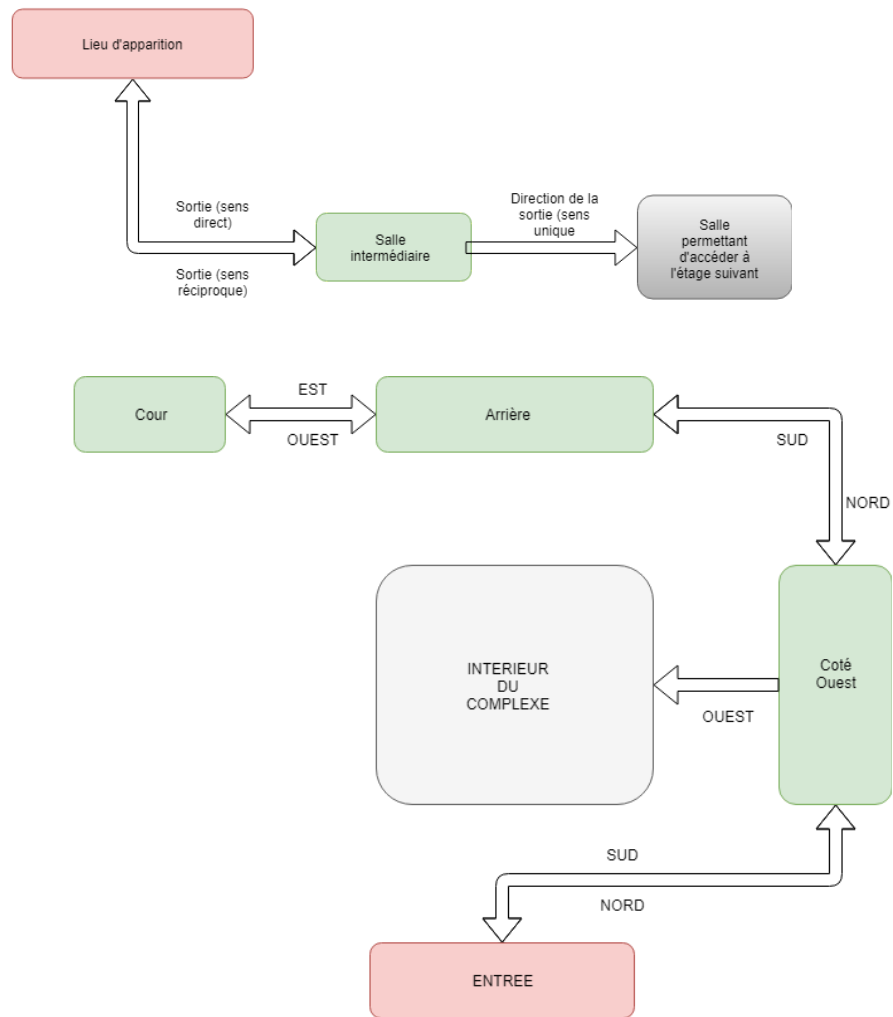 Lieu d'apparition
Sortie (sens
direct)
Sortie (sens
réciproque)
Salle
intermédiaire
Direction de la
sortie (sens
unique
Salle
permettant
d'accéder à
l'étage suivant
Cour
EST
OUEST
Arrière
SUD
NORD
INTERIEUR
DU
COMPLEXE
OUEST
Coté
Ouest
SUD
NORD
ENTREE